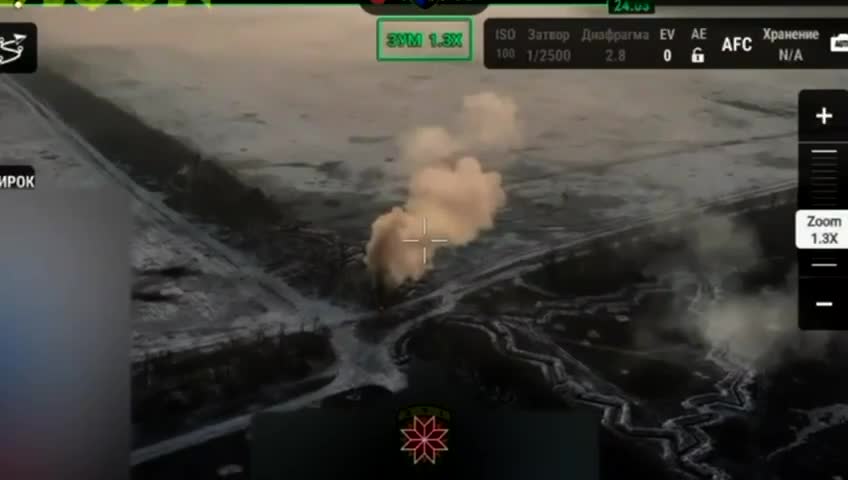 24.03
ЗУМ 1.3X
ISO
100
Затвор
1/2500
Диафрагма
2.8
EV
0
AE
AFC
Хранение
N/A
ИРОК
Zoom
1.3X